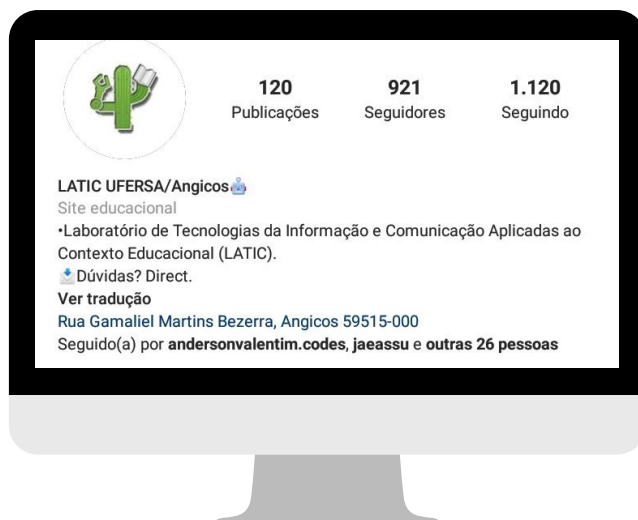 120 921 1.120
Publicações Seguidores Seguindo
LATIC UFERSA/Angicos
Site educacional
•Laboratório de Tecnologias da Informação e Comunicação Aplicadas ao
Contexto Educacional (LATIC).
Dúvidas? Direct.
Ver tradução
Rua Gamaliel Martins Bezerra, Angicos 59515-000
Seguido(a) por andersonvalentim.codes, jaeassu e outras 26 pessoas